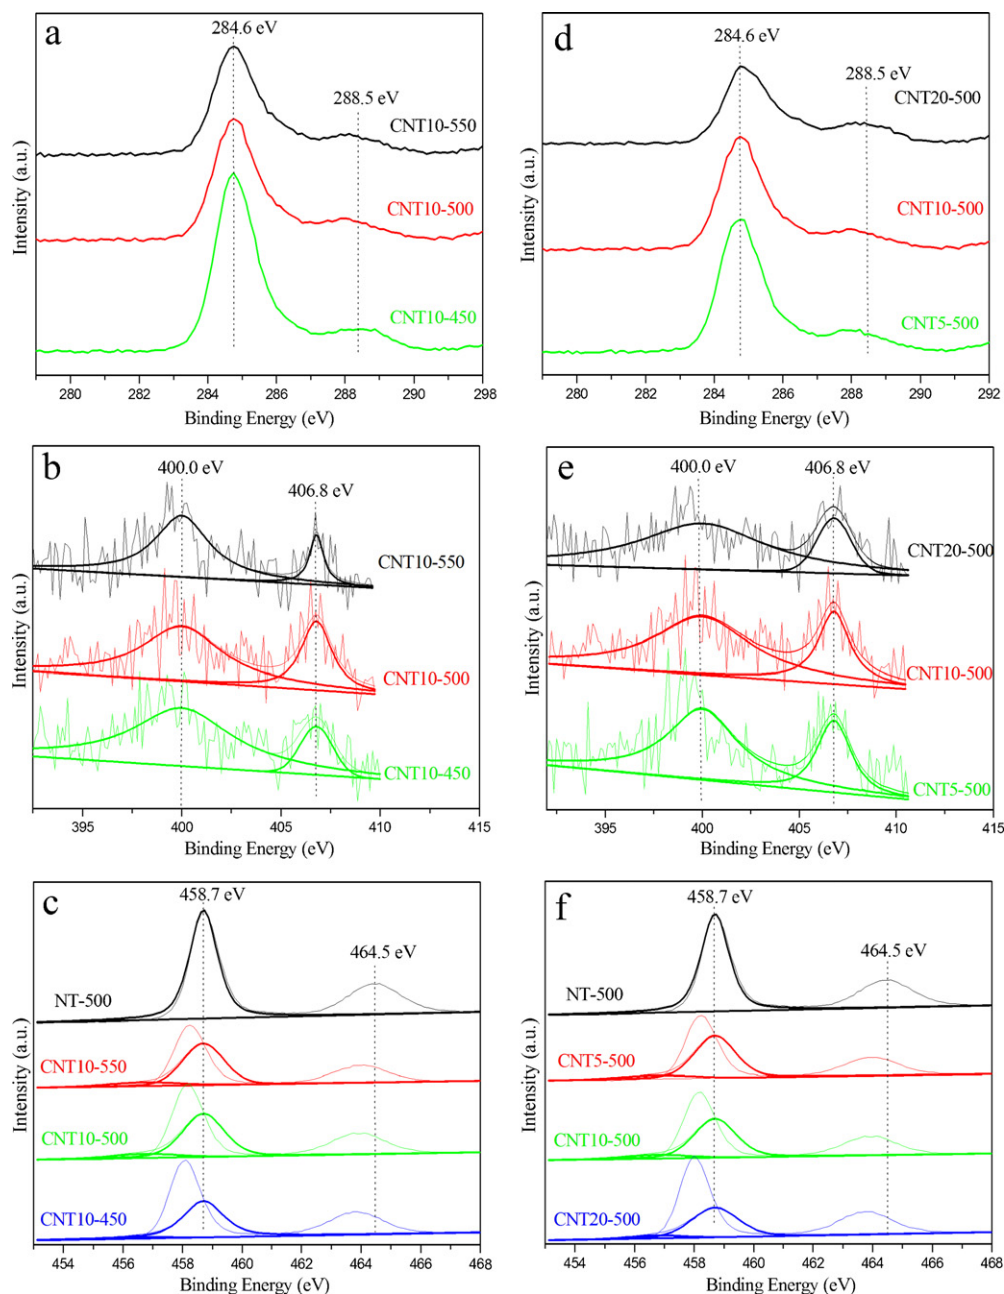 a
284.6 eV
288.5 eV
CNT10-550
CNT10-500
CNT10-450
Intensity (a.u.)
280 282 284 286 288 290 292 296 298
Binding Energy (eV)
d
284.6 eV
288.5 eV
CNT20-500
CNT10-500
CNT5-500
Intensity (a.u.)
280 282 284 286 288 290 292
Binding Energy (eV)
b
400.0 eV
406.8 eV
CNT10-550
CNT10-500
CNT10-450
Intensity (a.u.)
395 400 405 410 415
Binding Energy (eV)
e
400.0 eV
406.8 eV
CNT20-500
CNT10-500
CNT5-500
Intensity (a.u.)
395 400 405 410 415
Binding Energy (eV)
c
458.7 eV
464.5 eV
NT-500
CNT10-550
CNT10-500
CNT10-450
Intensity (a.u.)
454 456 458 460 462 464 466 468
Binding Energy (eV)
f
458.7 eV
464.5 eV
NT-500
CNT5-500
CNT10-500
CNT20-500
Intensity (a.u.)
454 456 458 460 462 464 466 468
Binding Energy (eV)